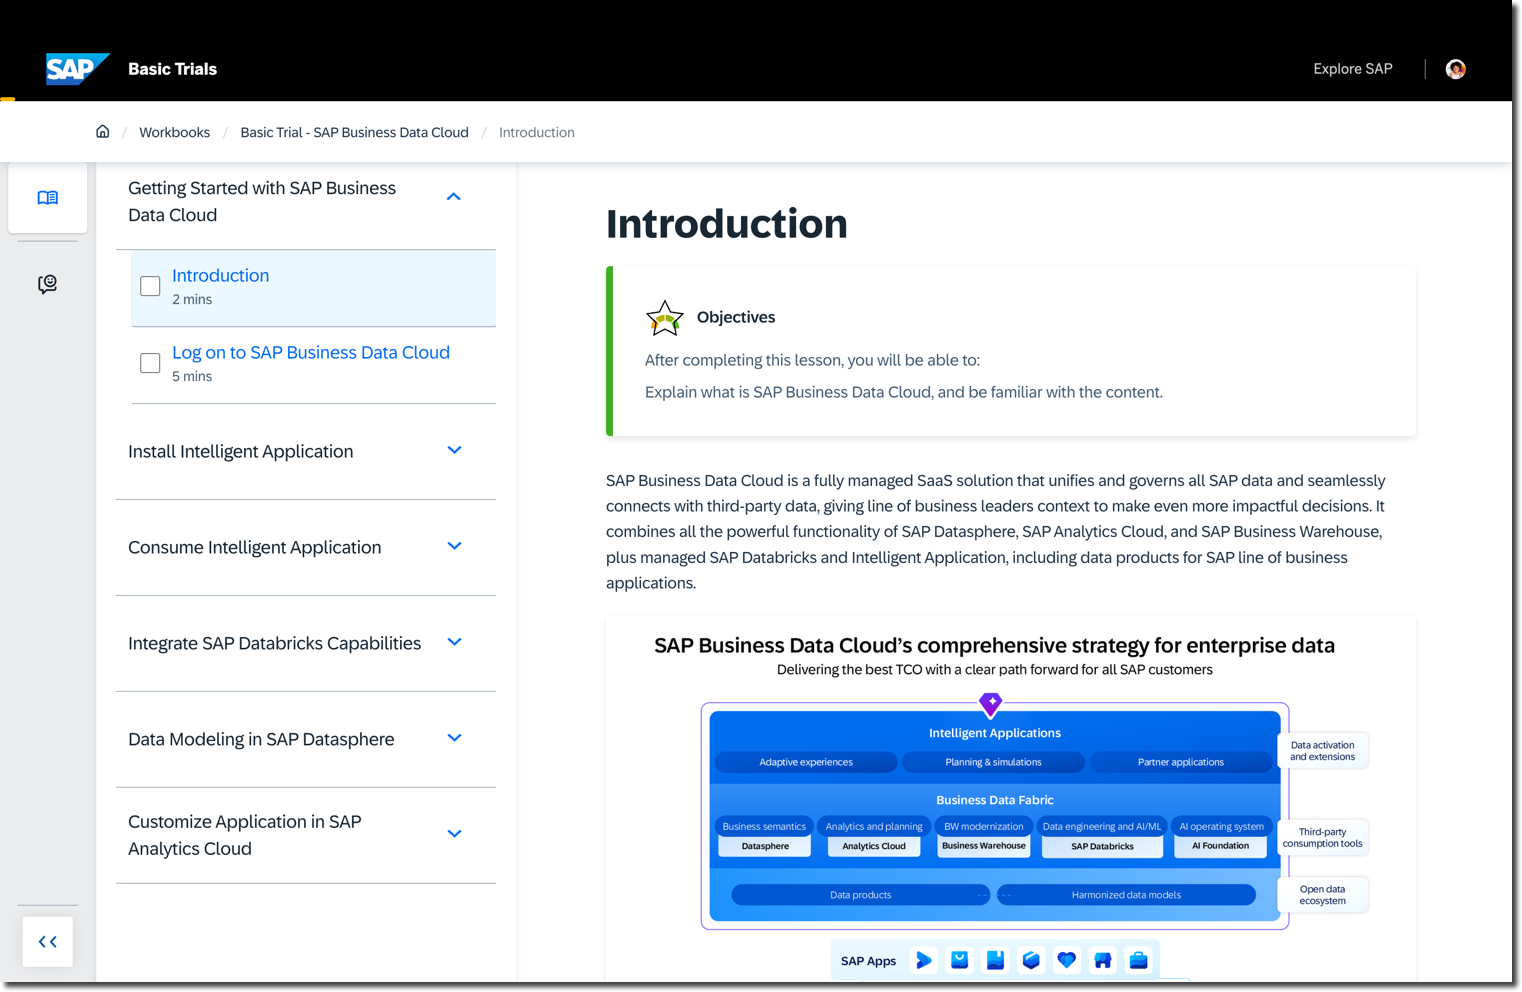 SAP
Basic Trials
Explore SAP
Workbooks / Basic Trial - SAP Business Data Cloud / Introduction
Getting Started with SAP Business
Data Cloud
Introduction
2 mins
Log on to SAP Business Data Cloud
5 mins
Install Intelligent Application
Consume Intelligent Application
Integrate SAP Databricks Capabilities
Data Modeling in SAP Datasphere
Customize Application in SAP
Analytics Cloud
Introduction
Objectives
After completing this lesson, you will be able to:
Explain what is SAP Business Data Cloud, and be familiar with the content.
SAP Business Data Cloud is a fully managed SaaS solution that unifies and governs all SAP data and seamlessly
connects with third-party data, giving line of business leaders context to make even more impactful decisions. It
combines all the powerful functionality of SAP Datasphere, SAP Analytics Cloud, and SAP Business Warehouse,
plus managed SAP Databricks and Intelligent Application, including data products for SAP line of business
applications.
SAP Business Data Cloud’s comprehensive strategy for enterprise data
Delivering the best TCO with a clear path forward for all SAP customers
Intelligent Applications
Adaptive experiences
Planning & simulations
Partner applications
Data activation
and extensions
Business Data Fabric
Business semantics
Datasphere
Analytics and planning
Analytics Cloud
BW modernization
Business Warehouse
Data engineering and AI/ML
SAP Databricks
AI operating system
AI Foundation
Third-party
consumption tools
Data products
Harmonized data models
Open data
ecosystem
SAP Apps